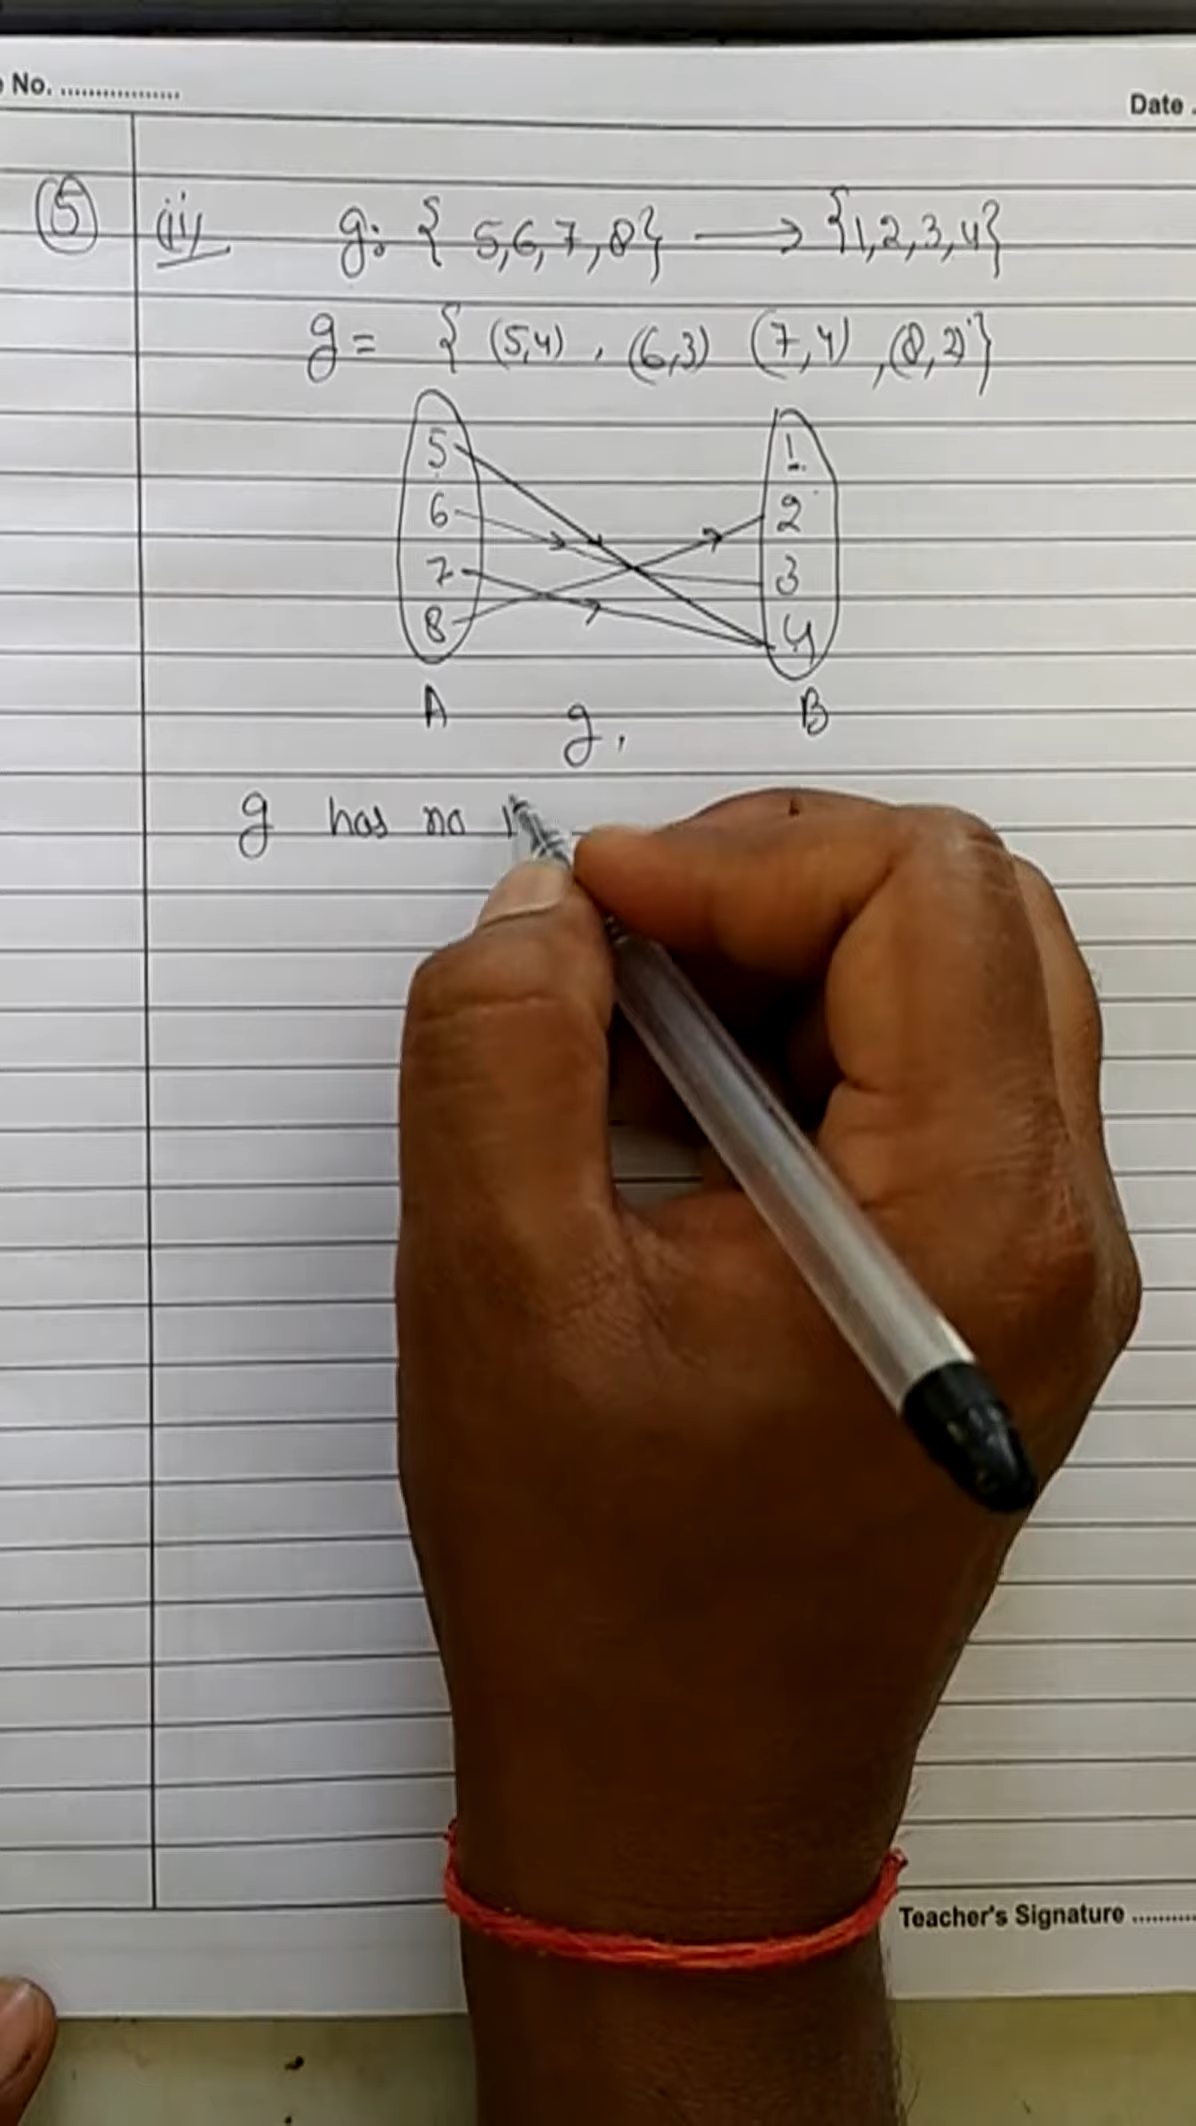 No. .................
Date .
5 (ii) g: { 5,6,7,8} → {1,2,3,4}
g = { (5,4) , (6,3) (7,4) , (8,2) }
5 1
6 2
7 3
8 4
A g, B
g has no
Teacher's Signature ..........